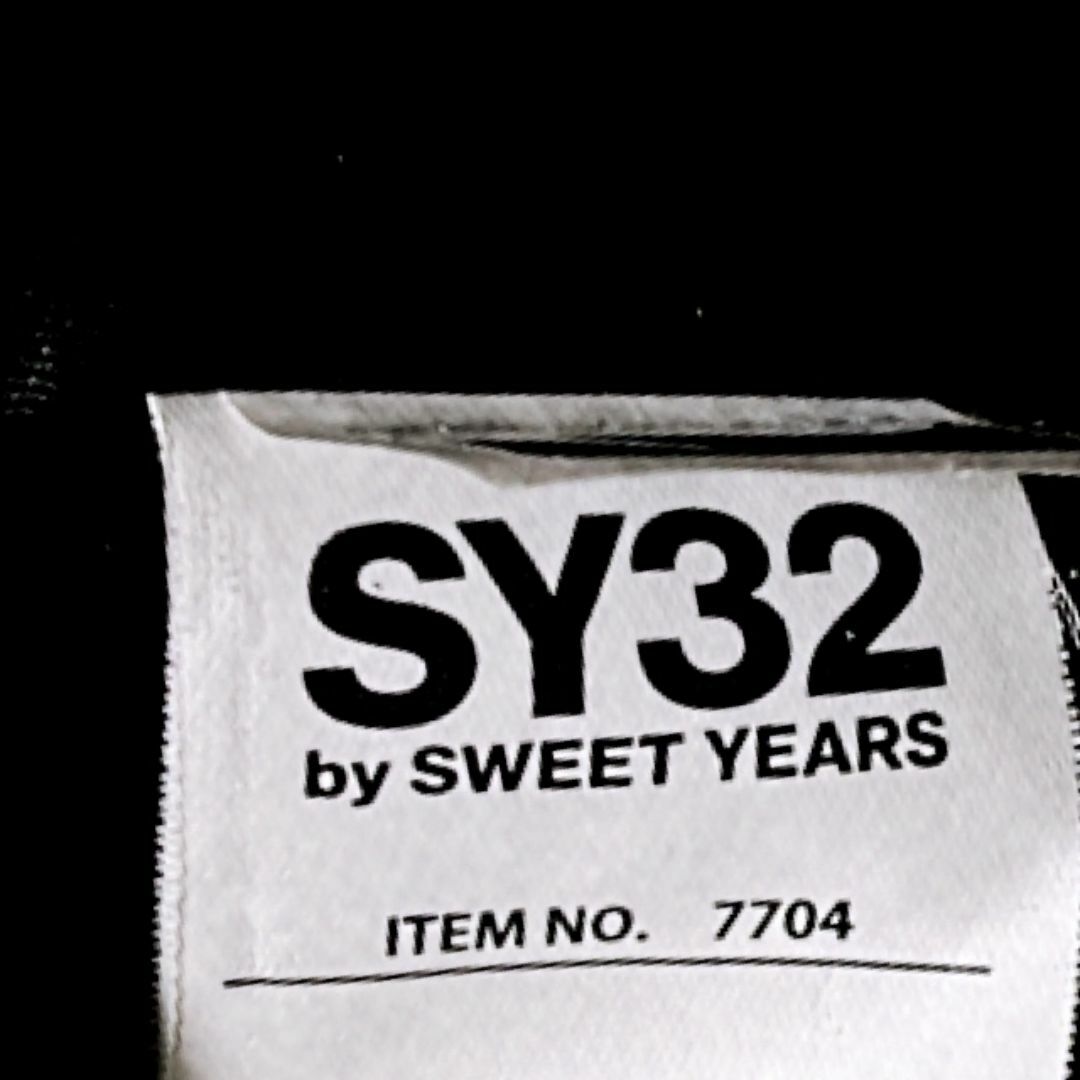 SY32
by SWEET YEARS
ITEM NO. 7704